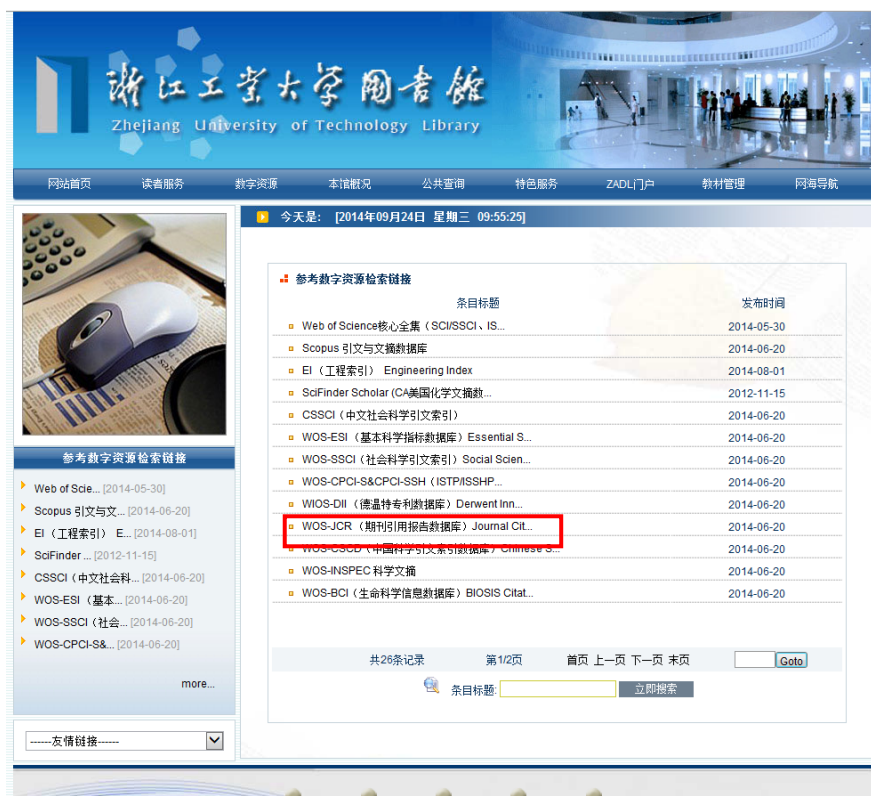 浙江工业大学图书馆
Zhejiang University of Technology Library
网站首页 读者服务 数字资源 本馆概况 公共查询 特色服务 ZADL门户 教材管理 网海导航
今天是: [2014年09月24日 星期三 09:55:25]
参考数字资源检索链接
条目标题 发布时间
Web of Science核心全集（SCI/SSCI、IS... 2014-05-30
Scopus 引文与文摘数据库 2014-06-20
EI （工程索引） Engineering Index 2014-08-01
SciFinder Scholar (CA美国化学文摘数... 2012-11-15
CSSCI（中文社会科学引文索引） 2014-06-20
WOS-ESI （基本科学指标数据库）Essential S... 2014-06-20
WOS-SSCI（社会科学引文索引）Social Scien... 2014-06-20
WOS-CPCI-S&CPCI-SSH（ISTP/ISSHP... 2014-06-20
WIOS-DII （德温特专利数据库）Derwent Inn... 2014-06-20
WOS-JCR （期刊引用报告数据库）Journal Cit... 2014-06-20
WOS-CSCD（中国科学引文索引数据库）Chinese S... 2014-06-20
WOS-INSPEC 科学文摘 2014-06-20
WOS-BCI（生命科学信息数据库）BIOSIS Citat... 2014-06-20
共26条记录 第1/2页 首页 上一页 下一页 末页 Goto
条目标题: 立即搜索
参考数字资源检索链接
Web of Scie... [2014-05-30]
Scopus 引文与文... [2014-06-20]
EI（工程索引） E... [2014-08-01]
SciFinder ... [2012-11-15]
CSSCI（中文社会科... [2014-06-20]
WOS-ESI （基本... [2014-06-20]
WOS-SSCI（社会... [2014-06-20]
WOS-CPCI-S&... [2014-06-20]
more...
------友情链接------